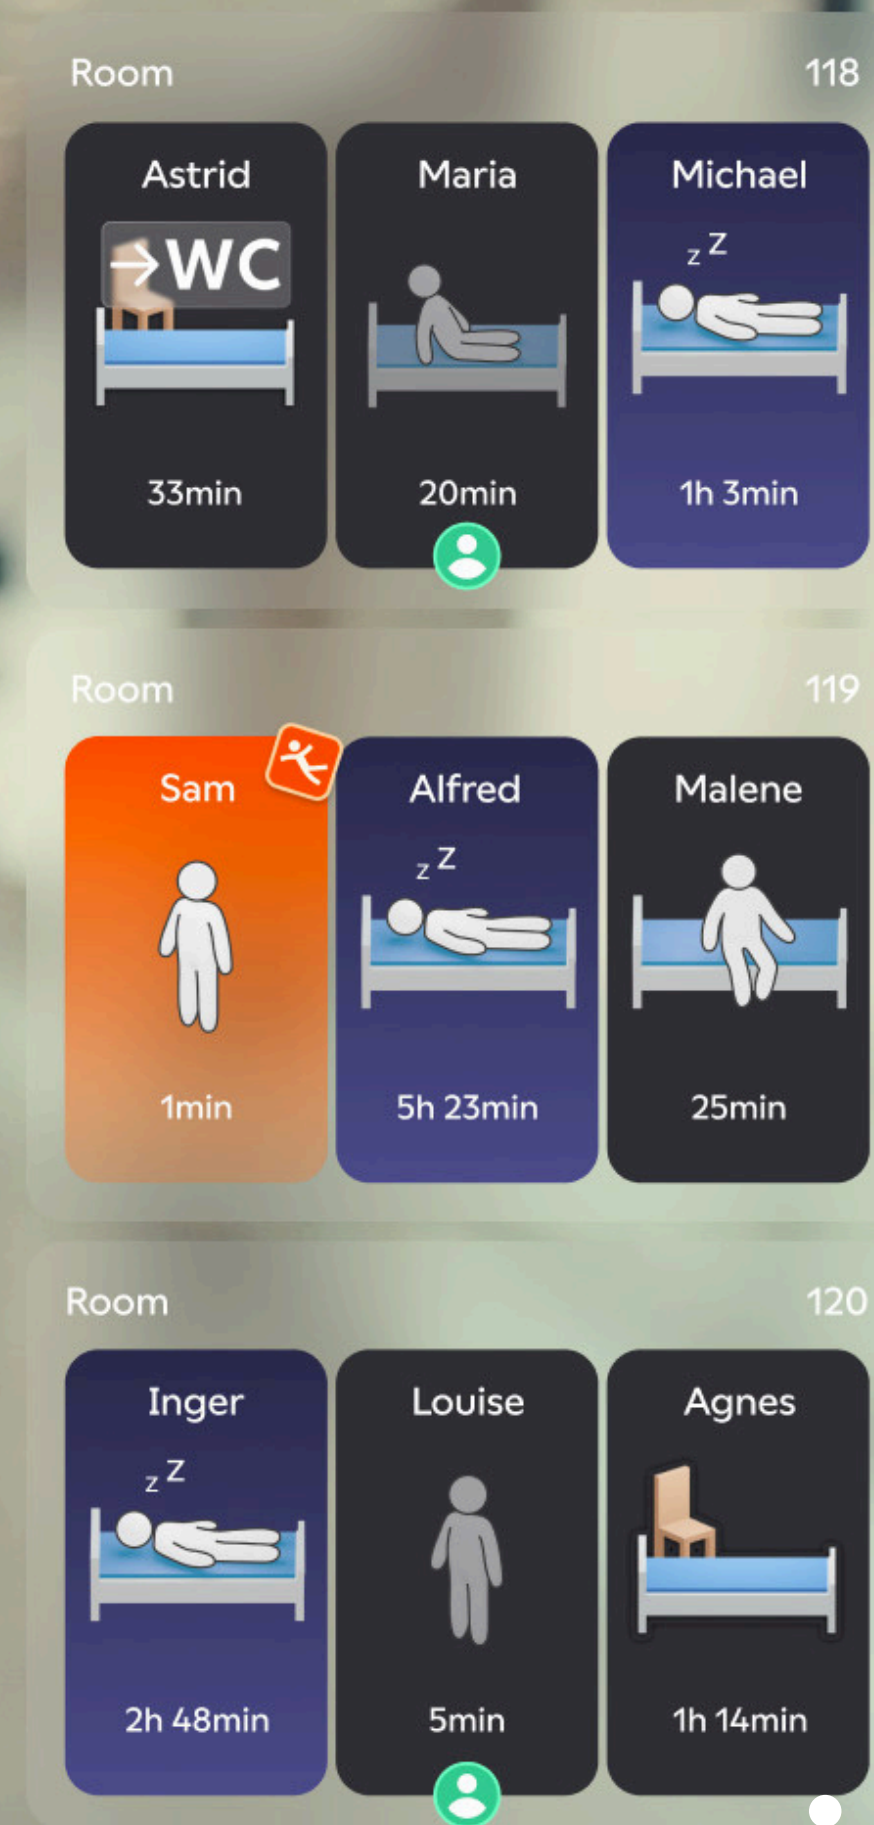 Room 118
Astrid Maria Michael
z Z
→WC
33min 20min 1h 3min
Room 119
Sam Alfred Malene
z Z
1min 5h 23min 25min
Room 120
Inger Louise Agnes
z Z
2h 48min 5min 1h 14min